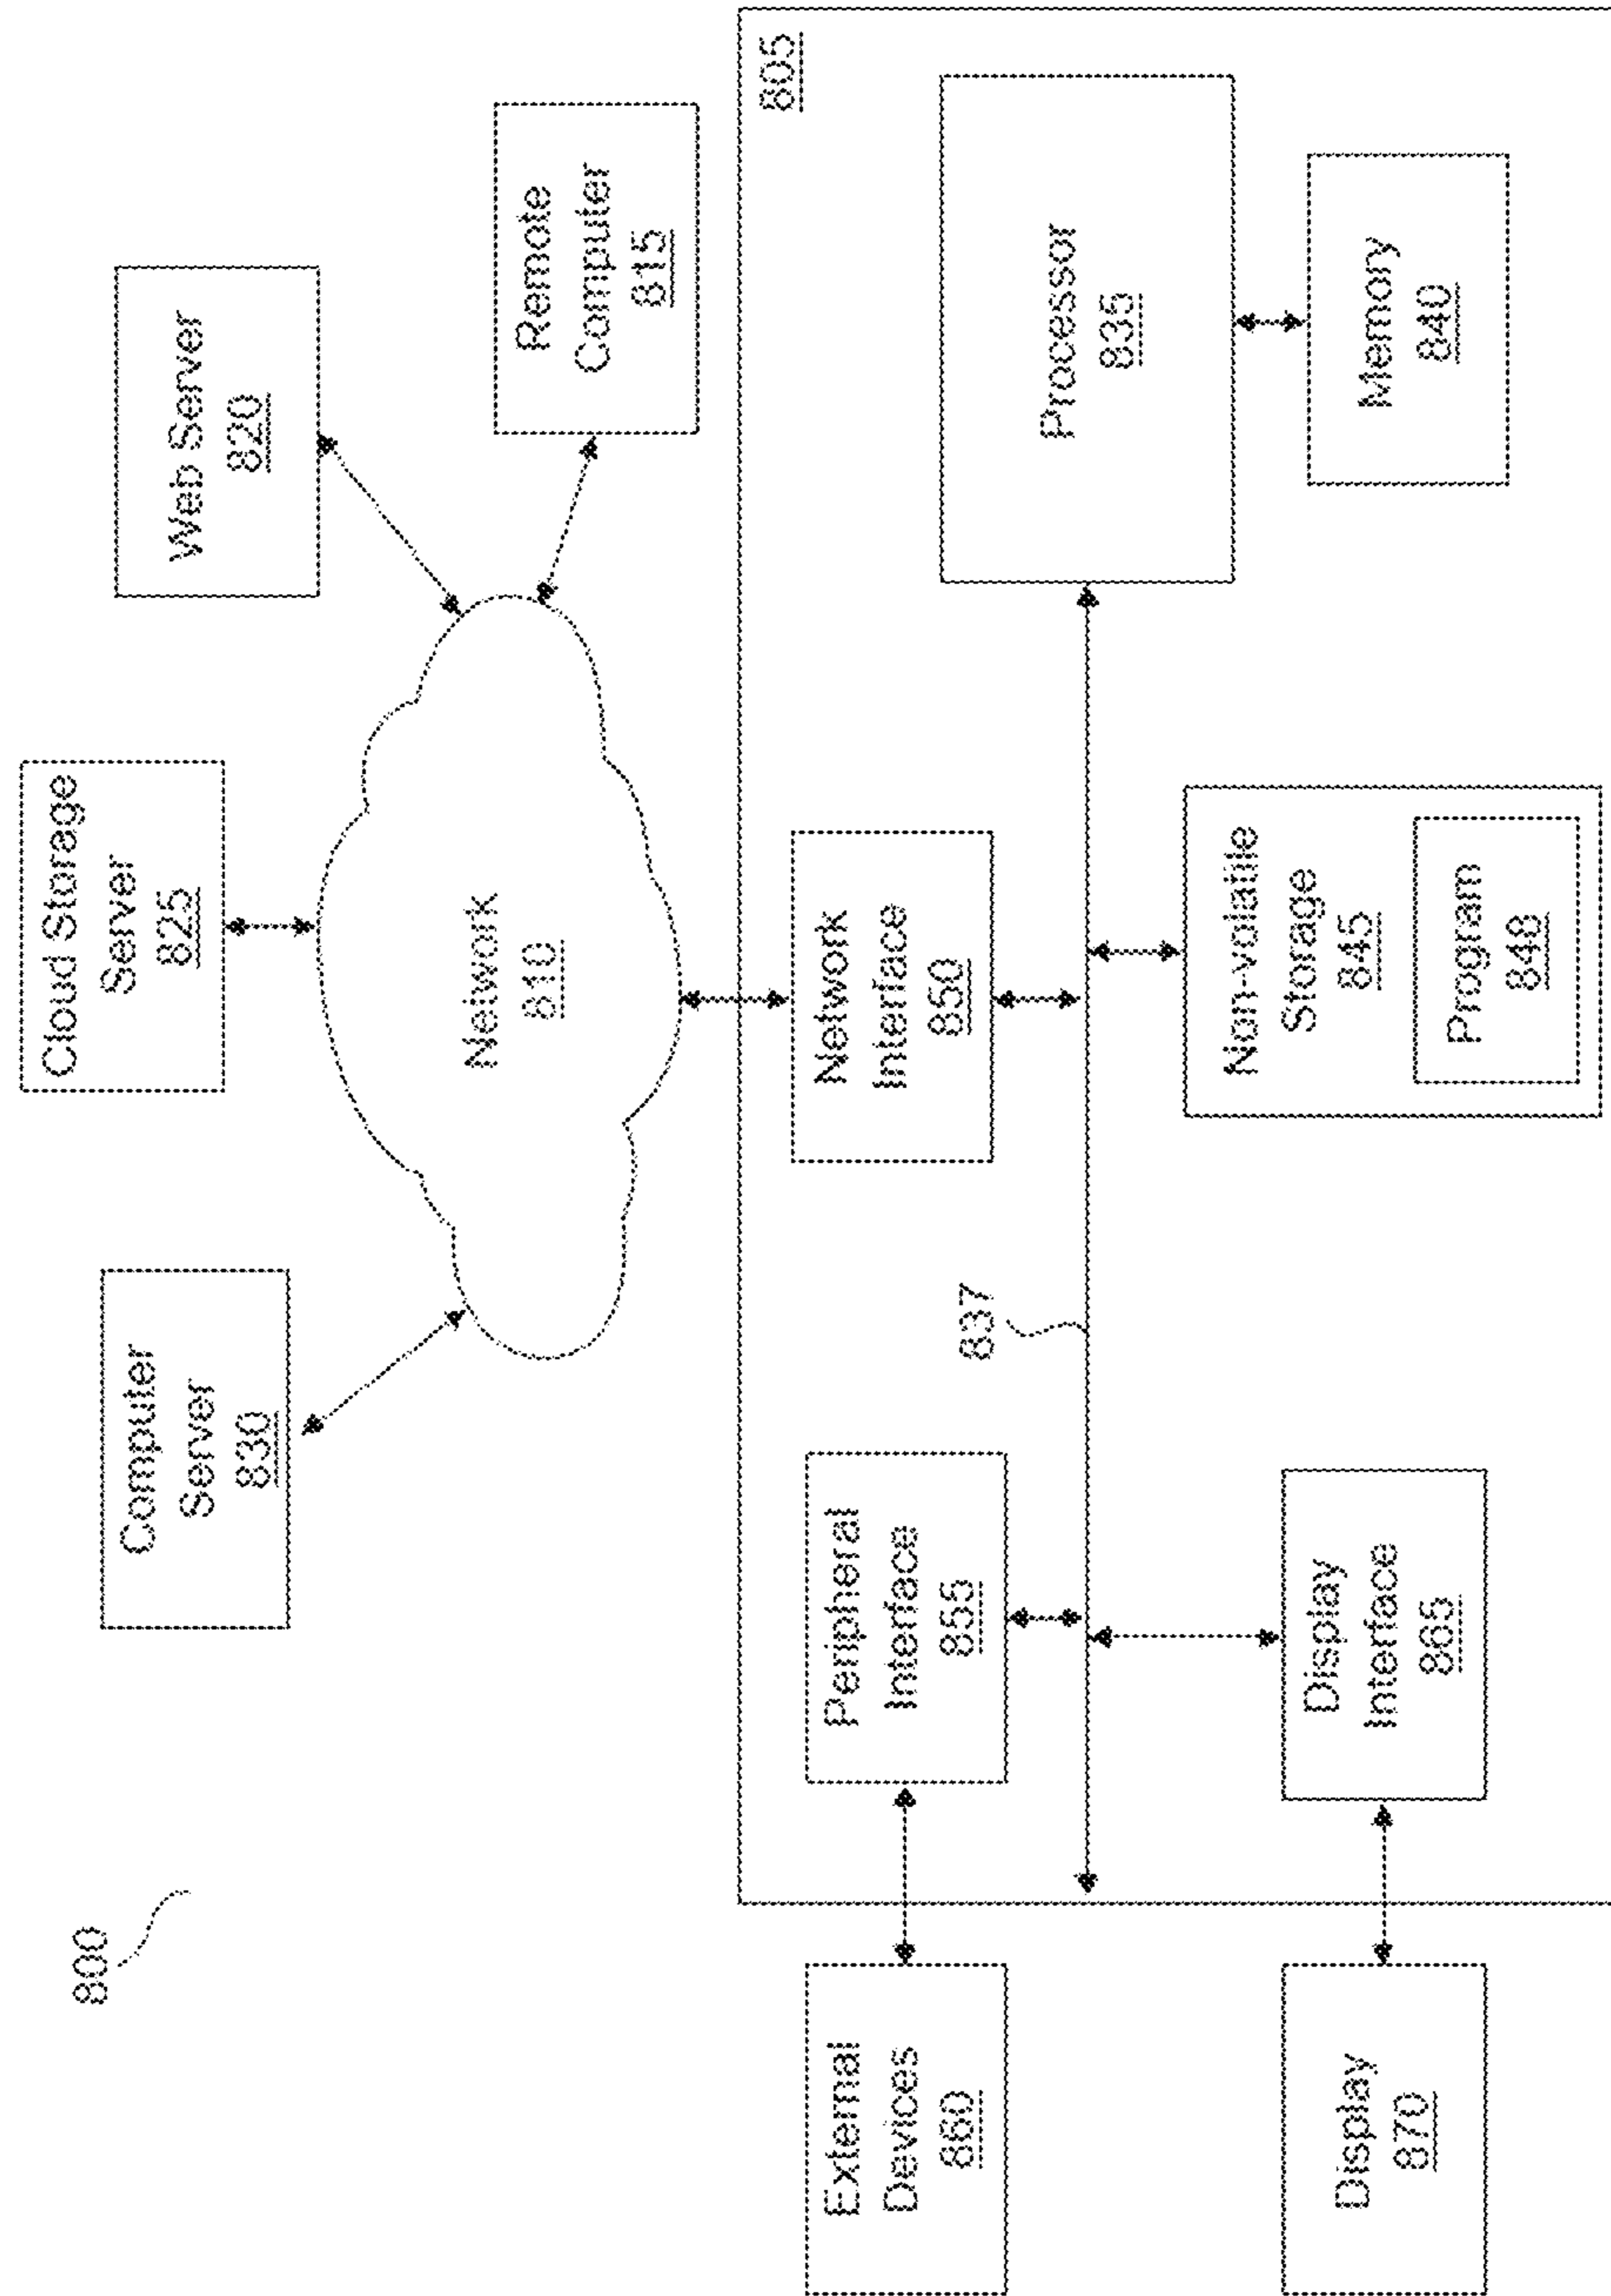 800
Computer
Server
830
Cloud Storage
Server
825
Web Server
820
Remote
Computer
815
Network
810
805
External
Devices
860
Peripheral
Interface
855
Network
Interface
850
837
Processor
835
Display
870
Display
Interface
865
Non-volatile
Storage
845
Program
848
Memory
840